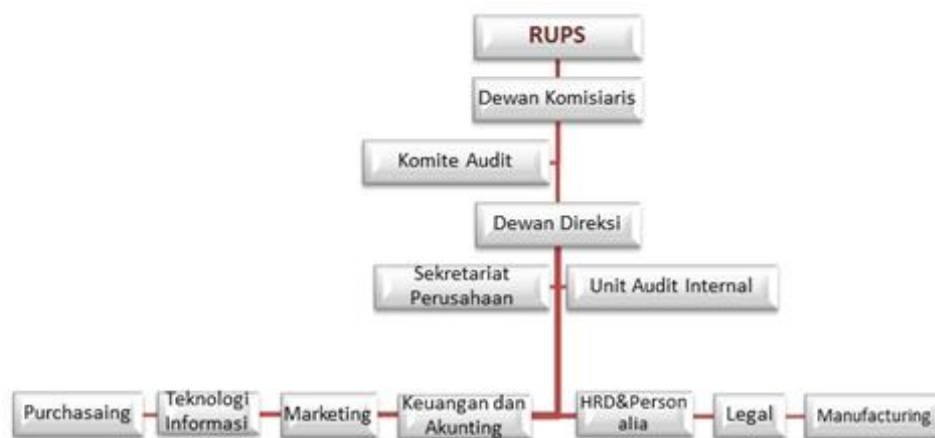 RUPS
Dewan Komisiaris
Komite Audit
Dewan Direksi
Sekretariat
Perusahaan
Unit Audit Internal
Purchasaing
Teknologi
Informasi
Marketing
Keuangan dan
Akunting
HRD&Person
alia
Legal
Manufacturing